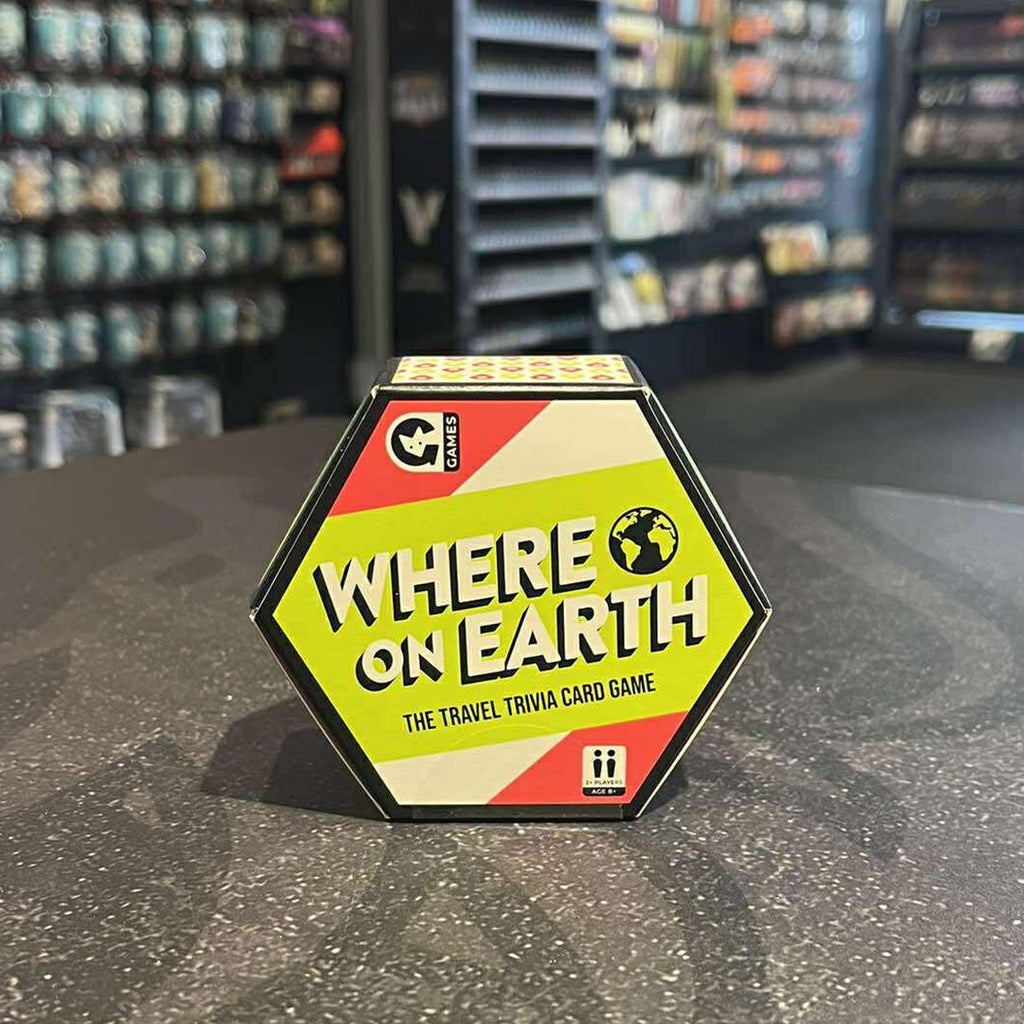 GAMES
WHERE
ON EARTH
THE TRAVEL TRIVIA CARD GAME
2+ PLAYERS
AGE 8+